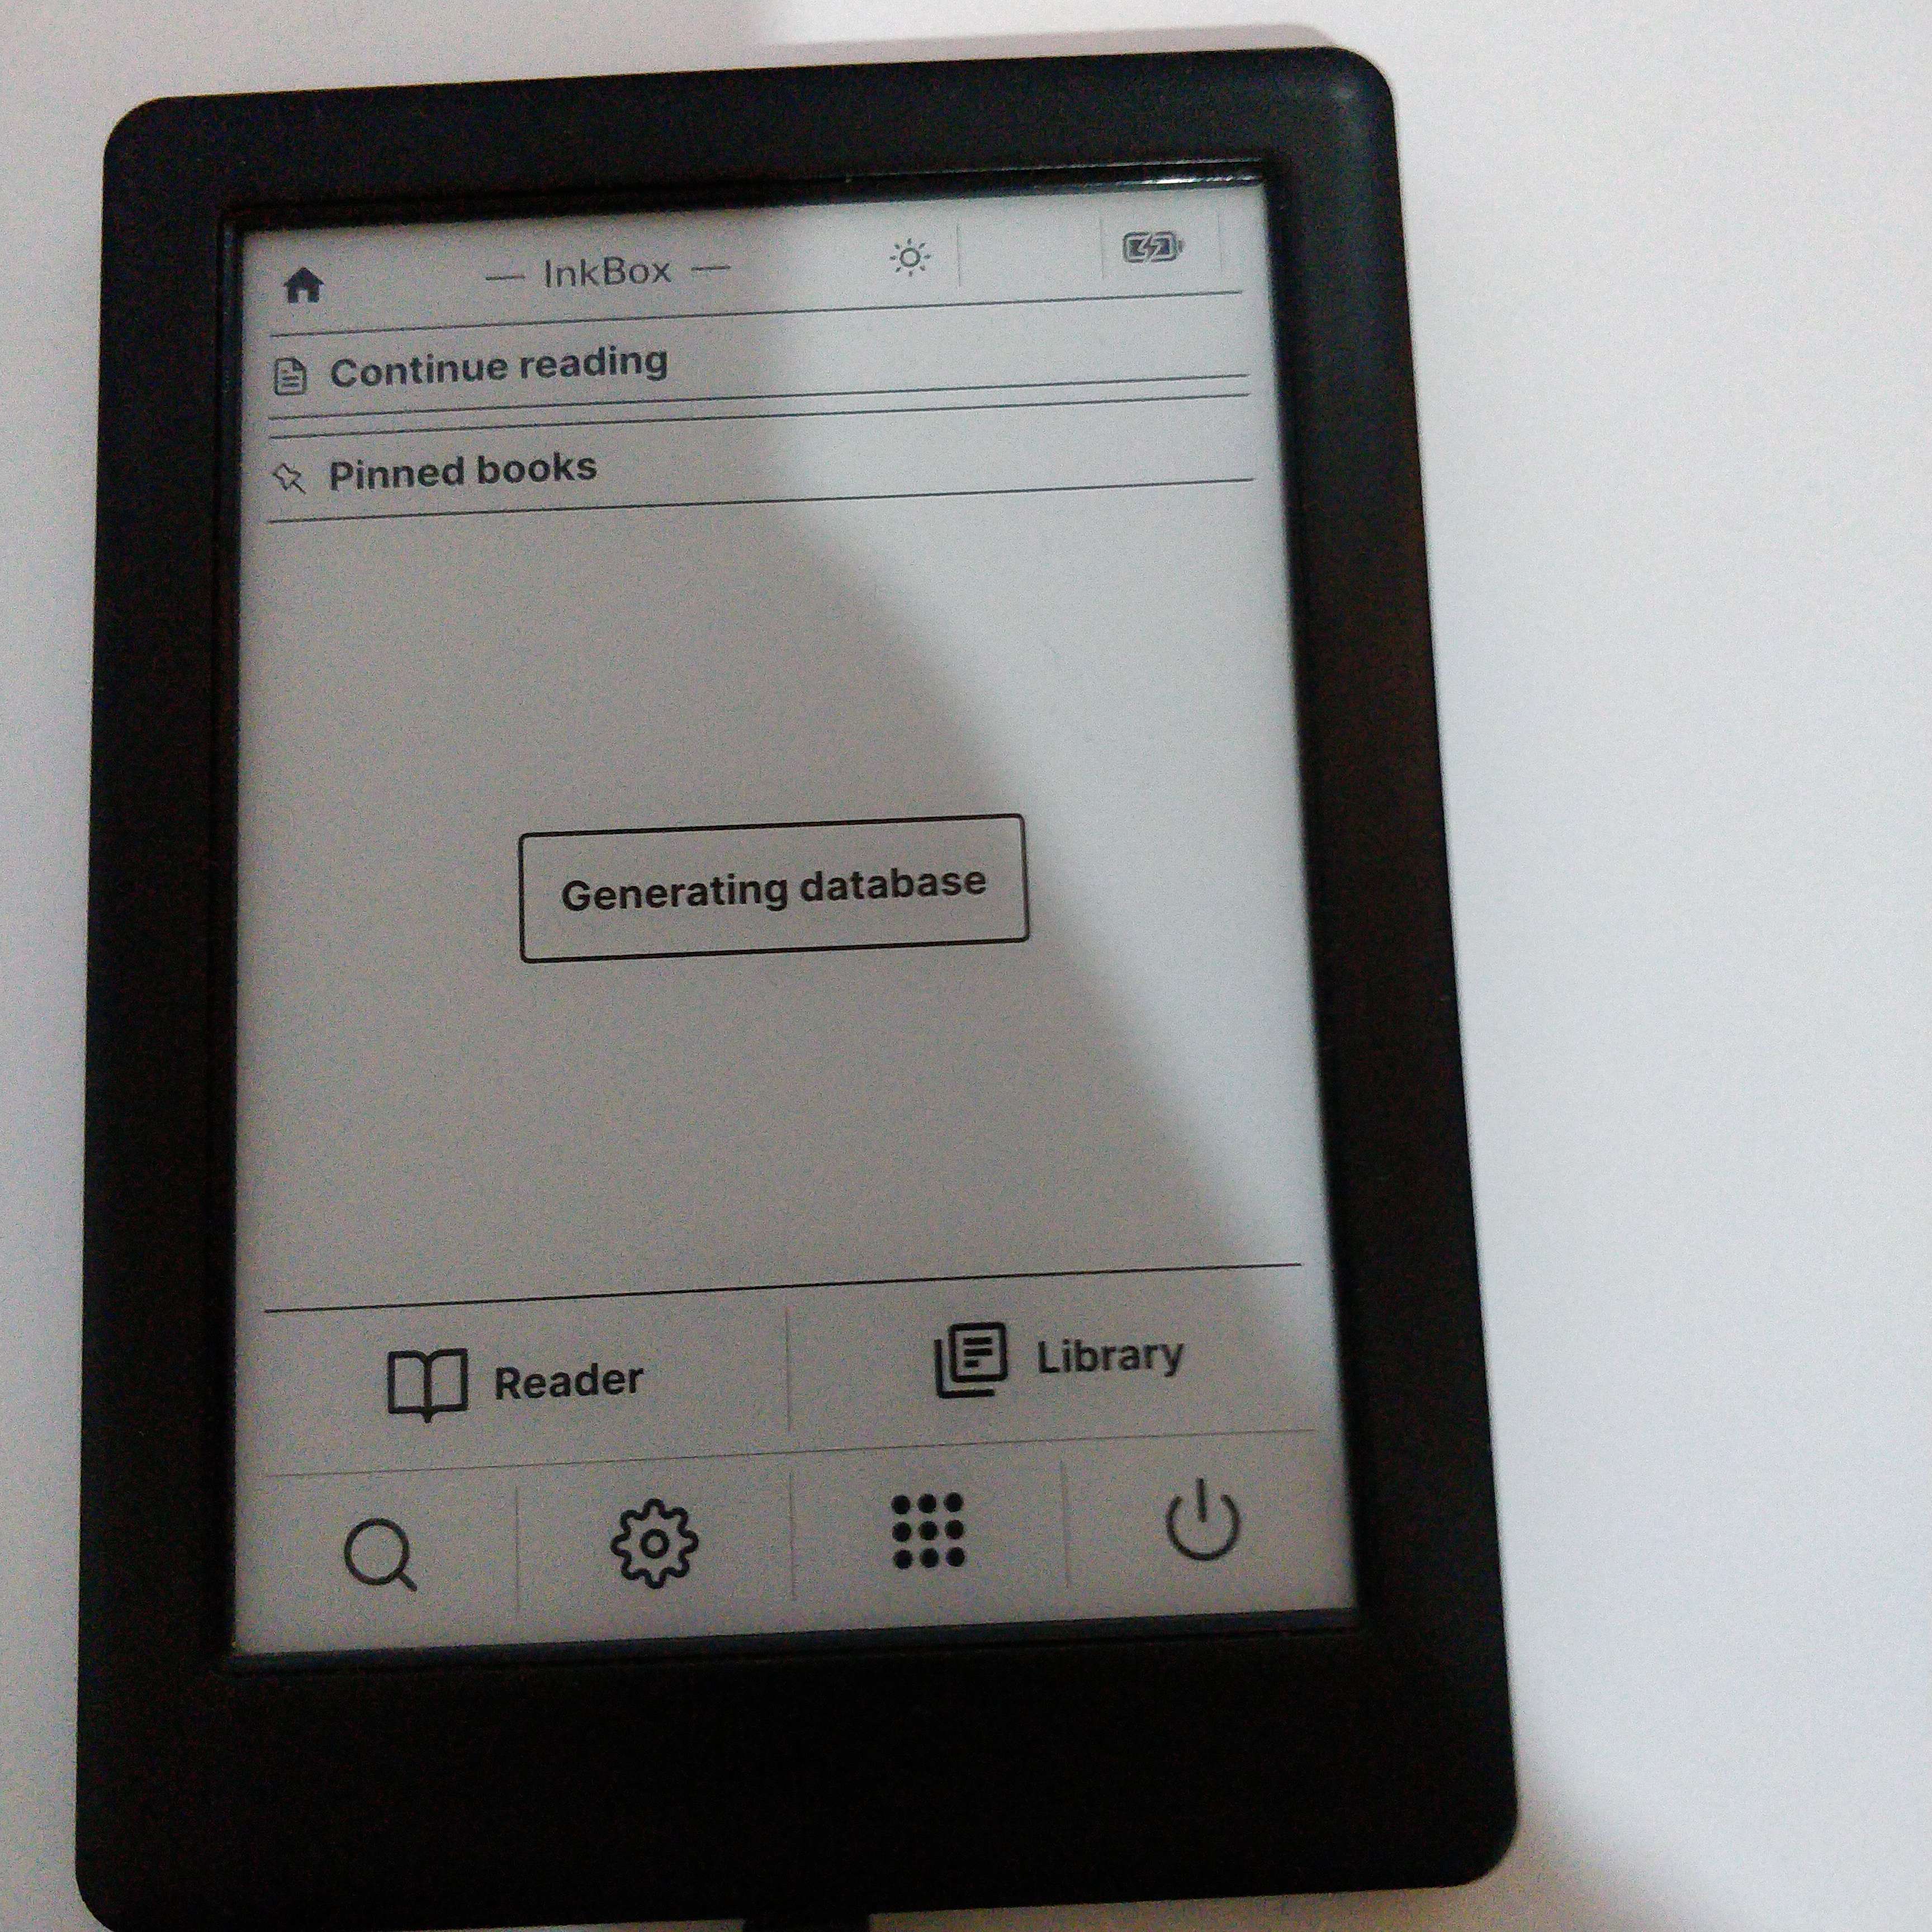 — InkBox —
Continue reading
Pinned books
Generating database
Reader
Library